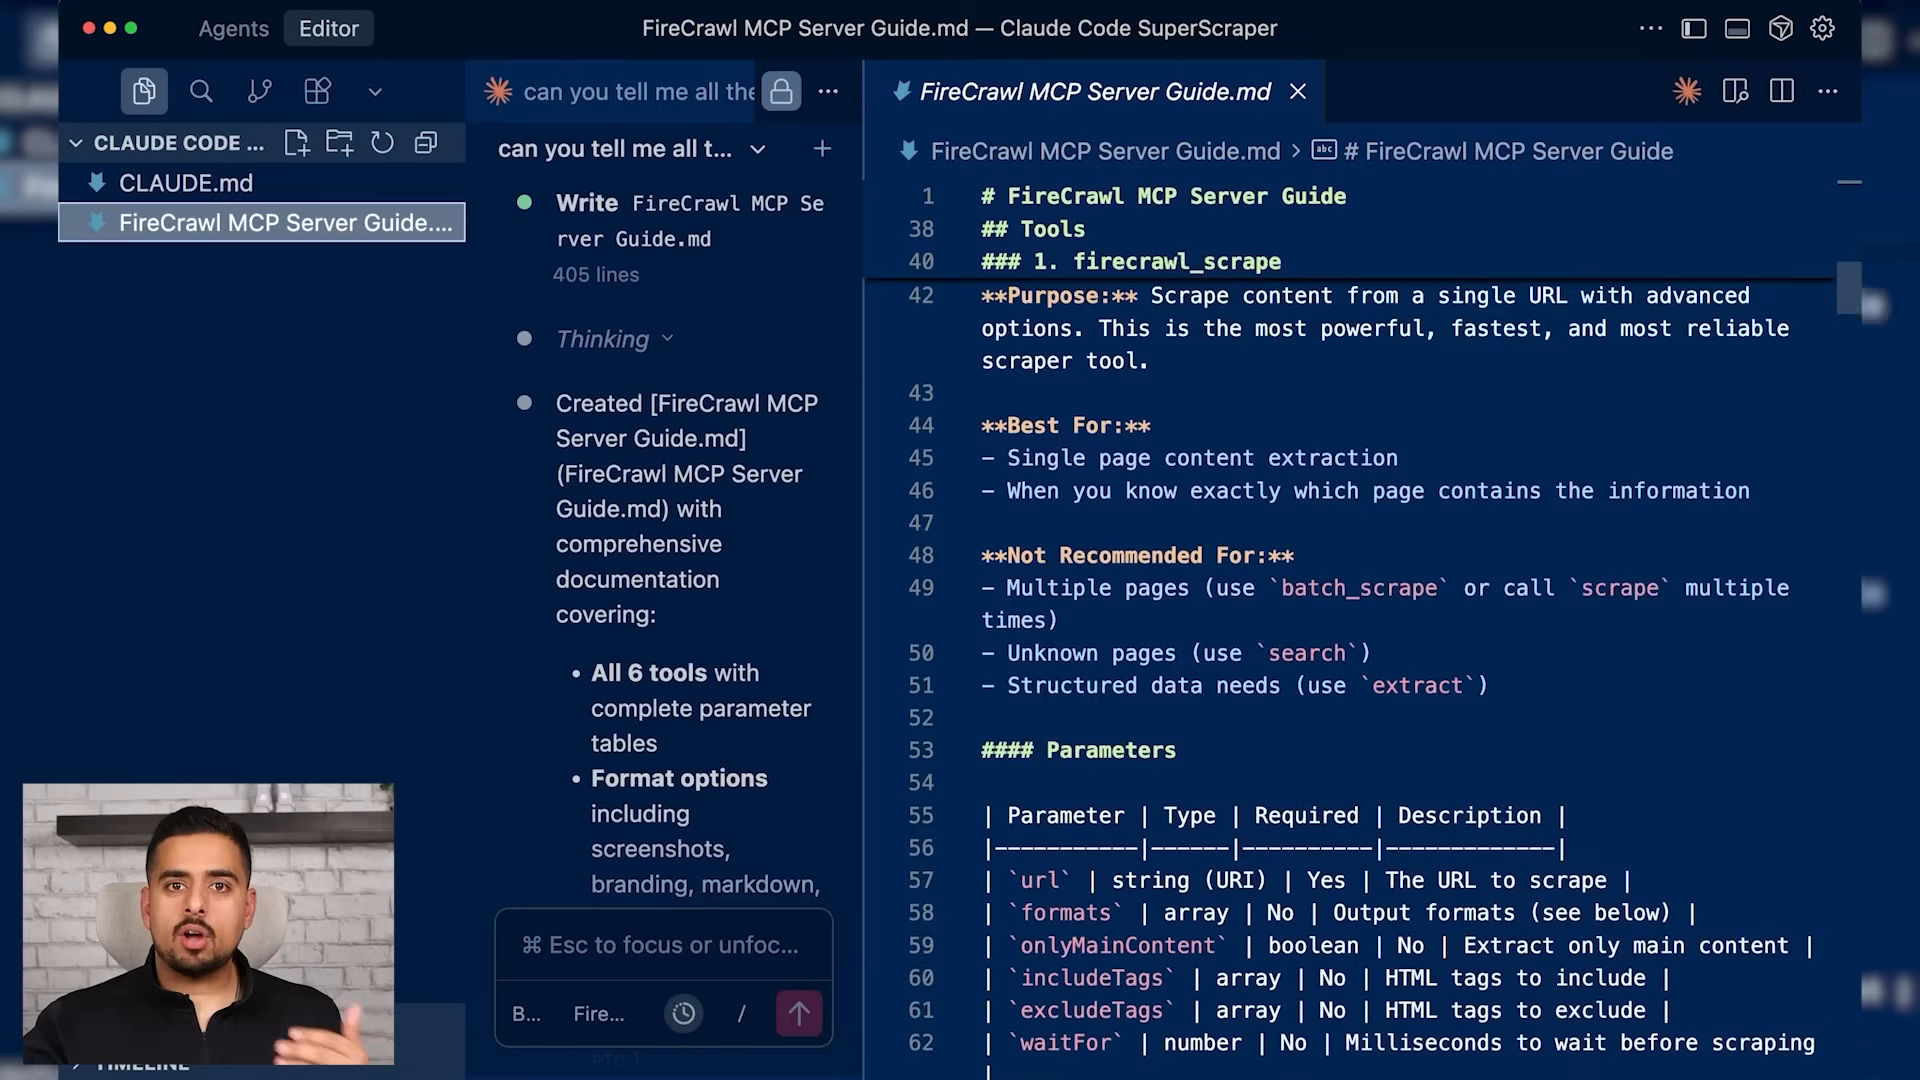 Agents
Editor
FireCrawl MCP Server Guide.md — Claude Code SuperScraper
CLAUDE CODE ...
CLAUDE.md
FireCrawl MCP Server Guide....
can you tell me all the
can you tell me all t...
Write FireCrawl MCP Se
rver Guide.md
405 lines
Thinking
Created [FireCrawl MCP
Server Guide.md]
(FireCrawl MCP Server
Guide.md) with
comprehensive
documentation
covering:
• All 6 tools with
complete parameter
tables
• Format options
including
screenshots,
branding, markdown,
⌘ Esc to focus or unfoc...
B...
Fire...
/
TIMELINE
FireCrawl MCP Server Guide.md
FireCrawl MCP Server Guide.md > # FireCrawl MCP Server Guide
1 # FireCrawl MCP Server Guide
38 ## Tools
40 ### 1. firecrawl_scrape
42 **Purpose:** Scrape content from a single URL with advanced
options. This is the most powerful, fastest, and most reliable
scraper tool.
43
44 **Best For:**
45 - Single page content extraction
46 - When you know exactly which page contains the information
47
48 **Not Recommended For:**
49 - Multiple pages (use `batch_scrape` or call `scrape` multiple
times)
50 - Unknown pages (use `search`)
51 - Structured data needs (use `extract`)
52
53 #### Parameters
54
55 | Parameter | Type | Required | Description |
56 |-----------|------|----------|-------------|
57 | `url` | string (URI) | Yes | The URL to scrape |
58 | `formats` | array | No | Output formats (see below) |
59 | `onlyMainContent` | boolean | No | Extract only main content |
60 | `includeTags` | array | No | HTML tags to include |
61 | `excludeTags` | array | No | HTML tags to exclude |
62 | `waitFor` | number | No | Milliseconds to wait before scraping
|